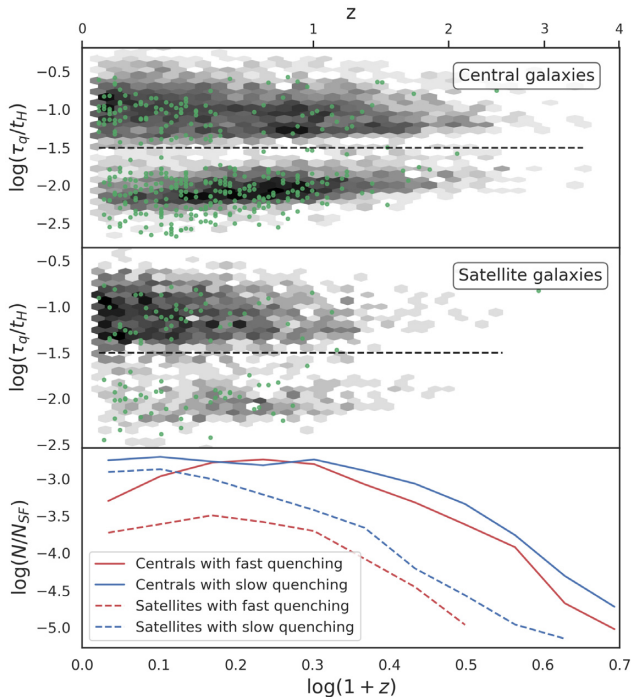 z
0 1 2 3 4
Central galaxies
log(τq/tH)
−0.5
−1.0
−1.5
−2.0
−2.5
Satellite galaxies
log(τq/tH)
−0.5
−1.0
−1.5
−2.0
−2.5
log(N/NSF)
−3.0
−3.5
−4.0
−4.5
−5.0
Centrals with fast quenching
Centrals with slow quenching
Satellites with fast quenching
Satellites with slow quenching
0.0 0.1 0.2 0.3 0.4 0.5 0.6 0.7
log(1 + z)